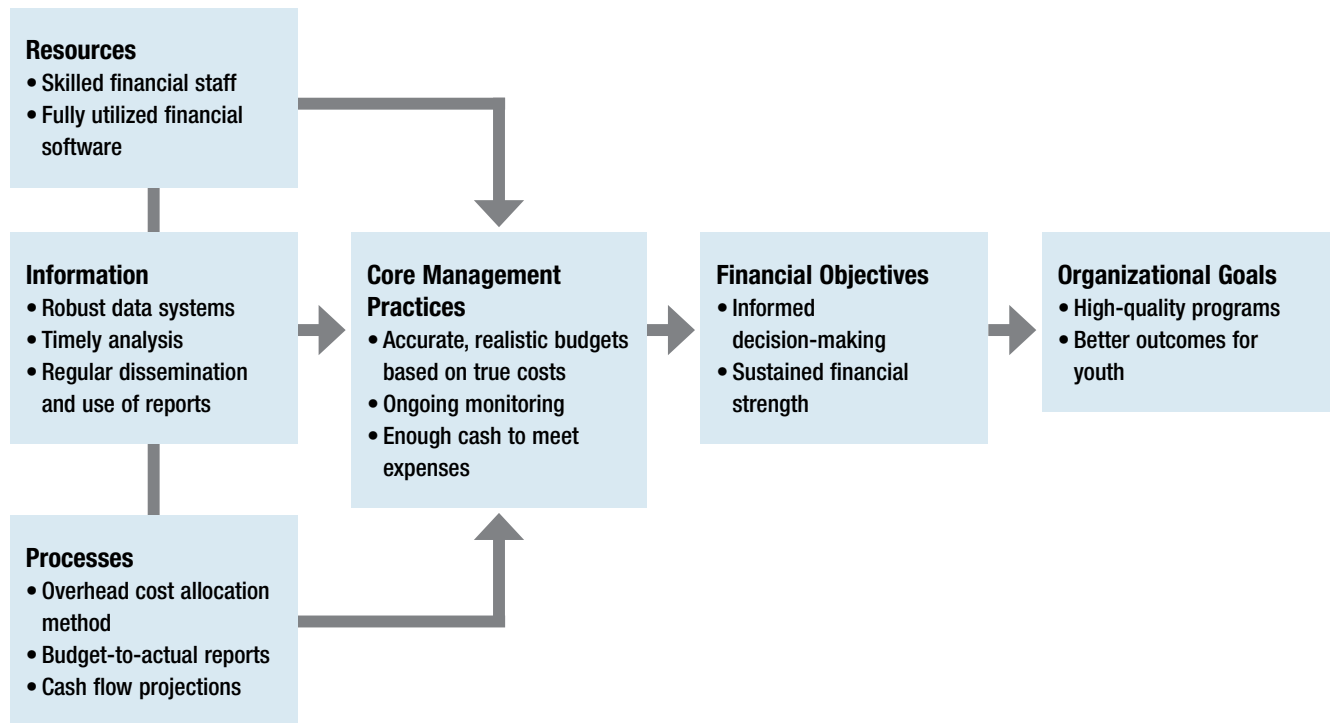 Resources
• Skilled financial staff
• Fully utilized financial
software
Information
• Robust data systems
• Timely analysis
• Regular dissemination
and use of reports
Processes
• Overhead cost allocation
method
• Budget-to-actual reports
• Cash flow projections
Core Management
Practices
• Accurate, realistic budgets
based on true costs
• Ongoing monitoring
• Enough cash to meet
expenses
Financial Objectives
• Informed
decision-making
• Sustained financial
strength
Organizational Goals
• High-quality programs
• Better outcomes for
youth